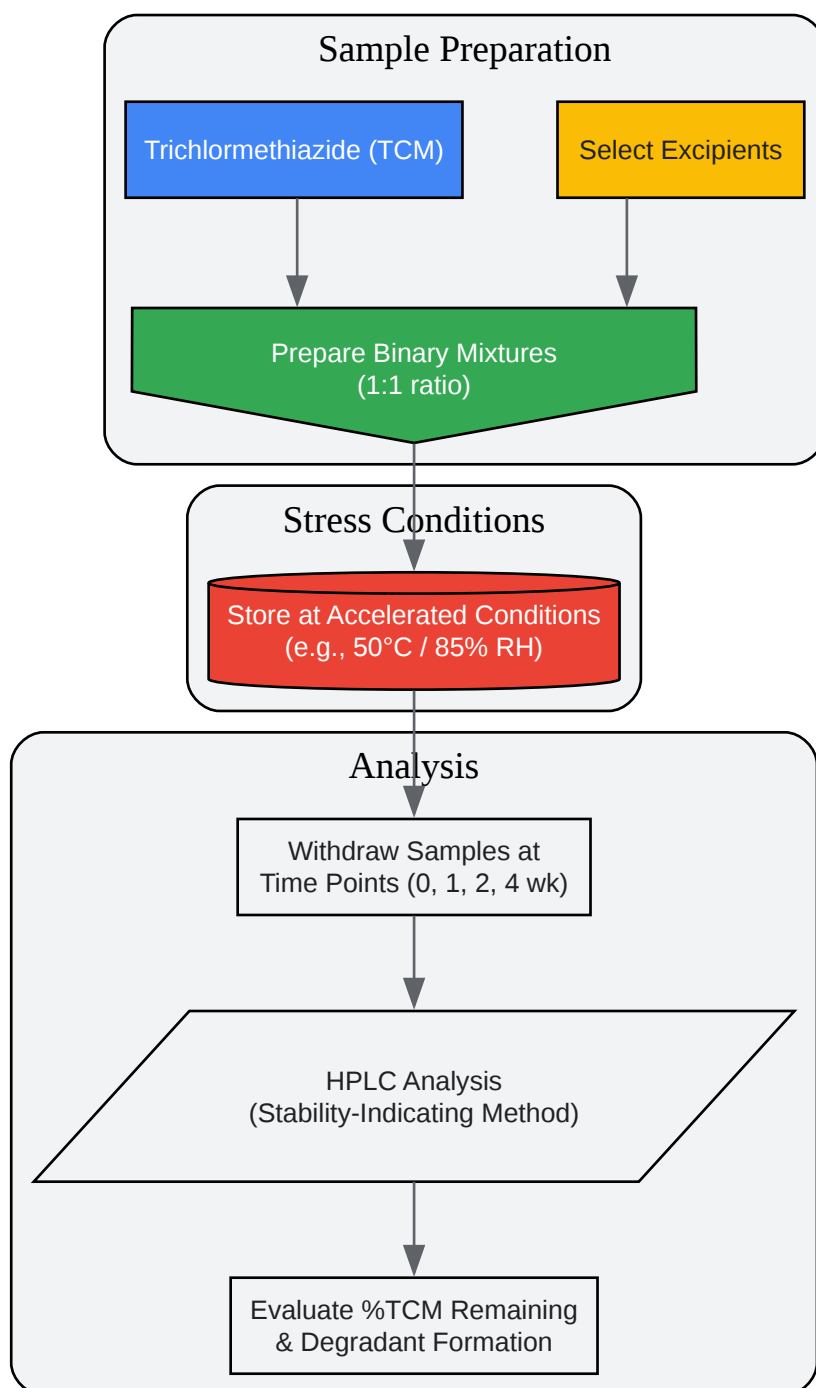 Sample Preparation
Trichlormethiazide (TCM)
Select Excipients
Prepare Binary Mixtures
(1:1 ratio)
Stress Conditions
Store at Accelerated Conditions
(e.g., 50°C / 85% RH)
Analysis
Withdraw Samples at
Time Points (0, 1, 2, 4 wk)
HPLC Analysis
(Stability-Indicating Method)
Evaluate %TCM Remaining
& Degradant Formation